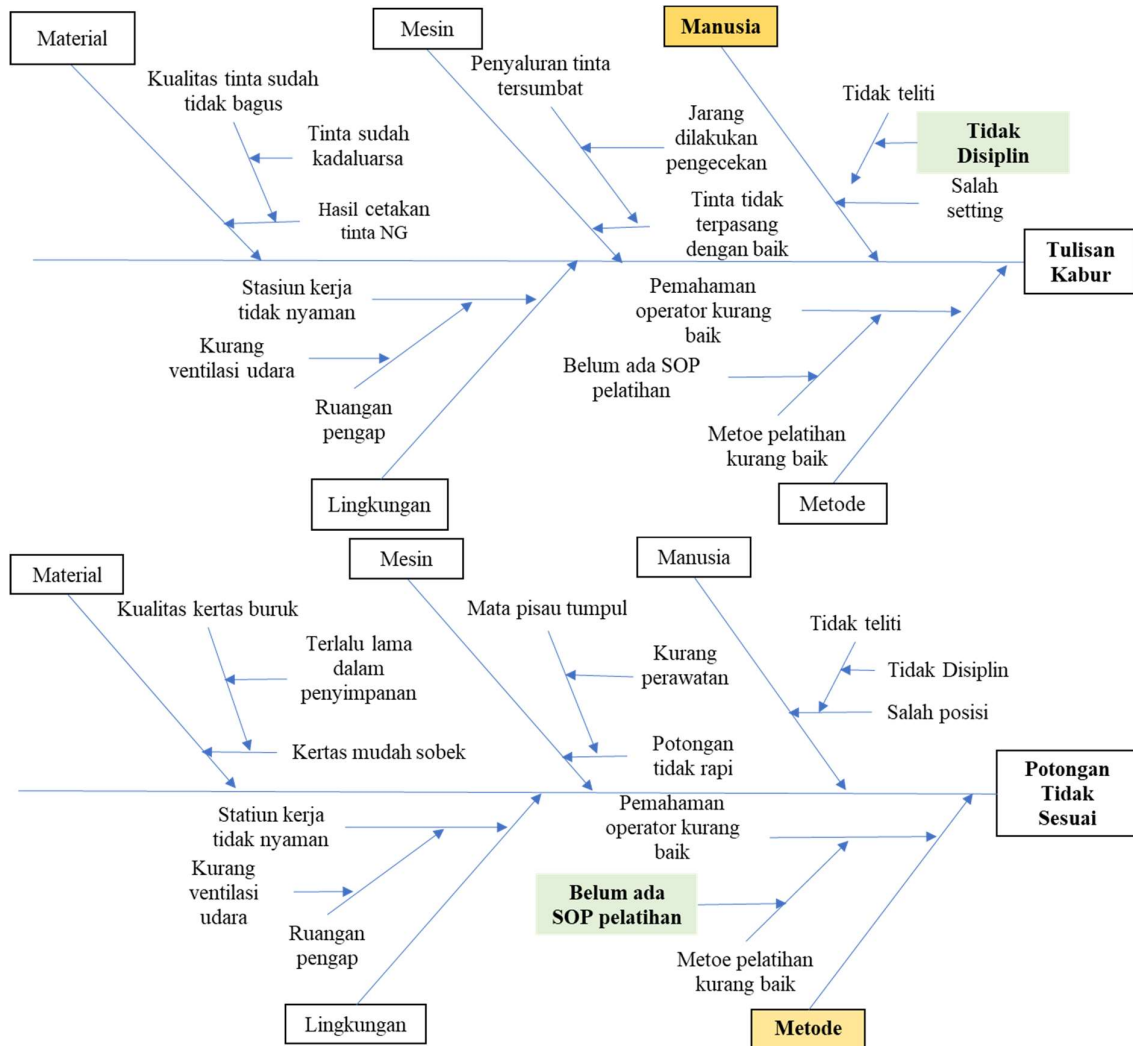 Material
Mesin
Manusia
Kualitas tinta sudah
tidak bagus
Tinta sudah
kadaluarsa
Hasil cetakan
tinta NG
Penyaluran tinta
tersumbat
Jarang
dilakukan
pengecekan
Tinta tidak
terpasang
dengan baik
Tidak teliti
Tidak
Disiplin
Salah
setting
Tulisan
Kabur
Stasiun kerja
tidak nyaman
Kurang
ventilasi udara
Ruangan
pengap
Lingkungan
Pemahaman
operator kurang
baik
Belum ada SOP
pelatihan
Metoe pelatihan
kurang baik
Metode
Material
Mesin
Manusia
Kualitas kertas buruk
Terlalu lama
dalam
penyimpanan
Kertas mudah sobek
Mata pisau tumpul
Kurang
perawatan
Potongan
tidak rapi
Tidak teliti
Tidak Disiplin
Salah posisi
Potongan
Tidak
Sesuai
Statiun kerja
tidak nyaman
Kurang
ventilasi
udara
Ruangan
pengap
Lingkungan
Pemahaman
operator kurang
baik
Belum ada
SOP pelatihan
Metoe pelatihan
kurang baik
Metode